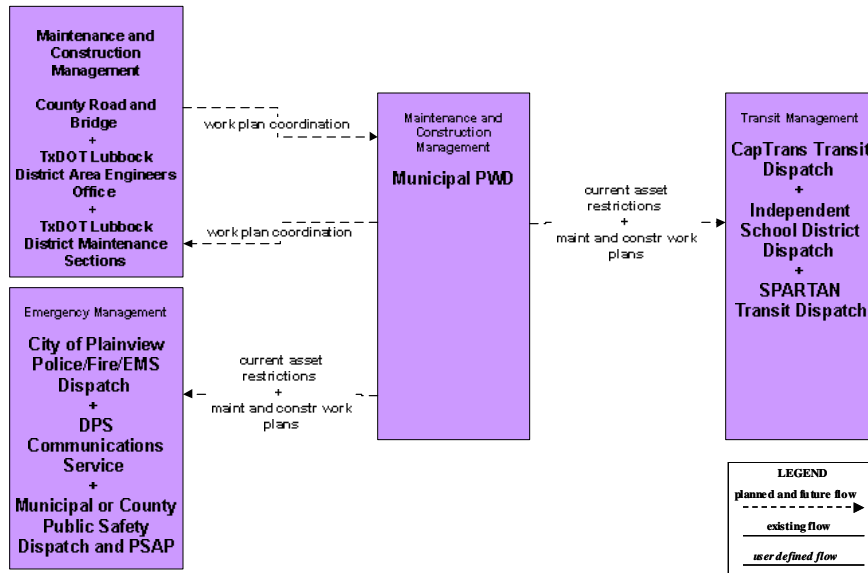 Maintenance and
Construction
Management
County Road and
Bridge
+
TxDOT Lubbock
District Area Engineers
Office
+
TxDOT Lubbock
District Maintenance
Sections
work plan coordination
work plan coordination
Maintenance and
Construction
Management
Municipal PWD
current asset
restrictions
+
maint and constr work
plans
Transit Management
CapTrans Transit
Dispatch
+
Independent
School District
Dispatch
+
SPARTAN
Transit Dispatch
Emergency Management
City of Plainview
Police/Fire/EMS
Dispatch
+
DPS
Communications
Service
+
Municipal or County
Public Safety
Dispatch and PSAP
current asset
restrictions
+
maint and constr work
plans
LEGEND
planned and future flow
existing flow
user defined flow